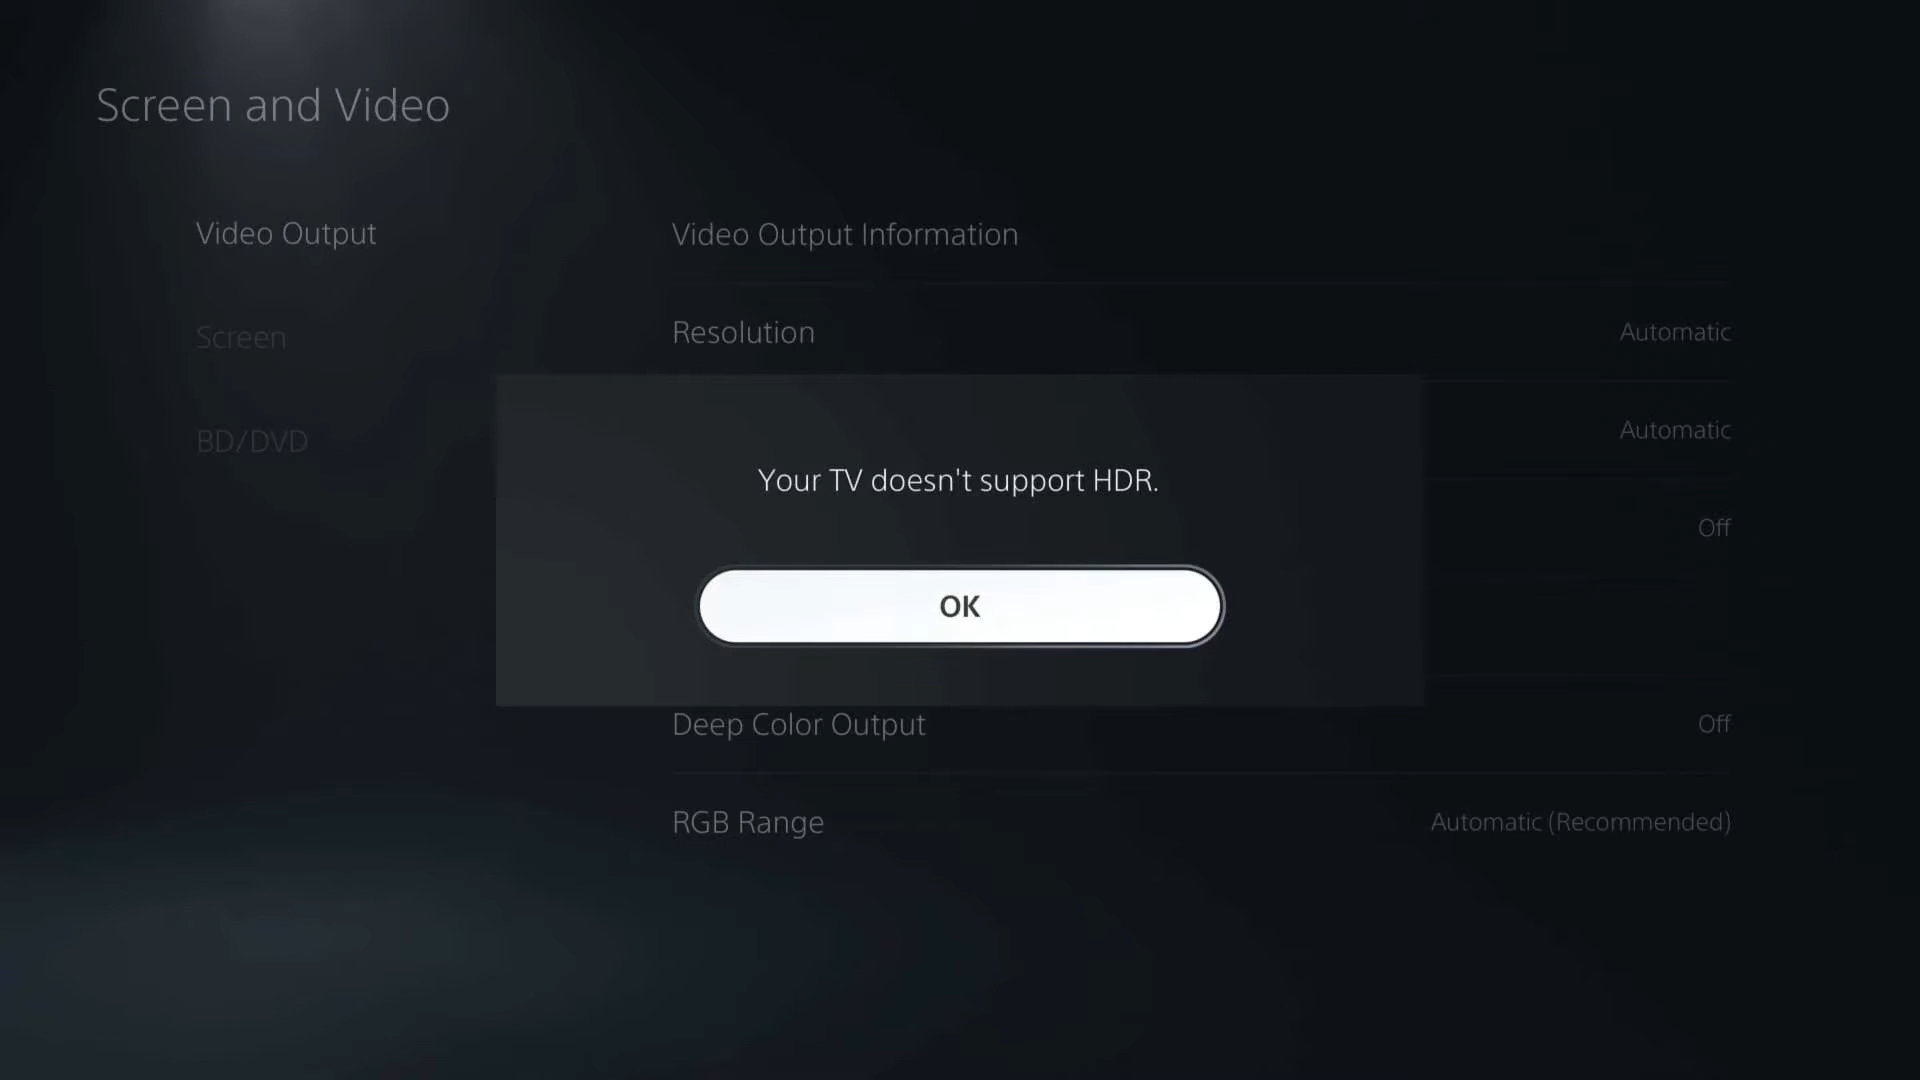 Screen and Video
Video Output
Screen
BD/DVD
Video Output Information
Resolution Automatic
Automatic
Your TV doesn't support HDR.
Off
OK
Deep Color Output Off
RGB Range Automatic (Recommended)